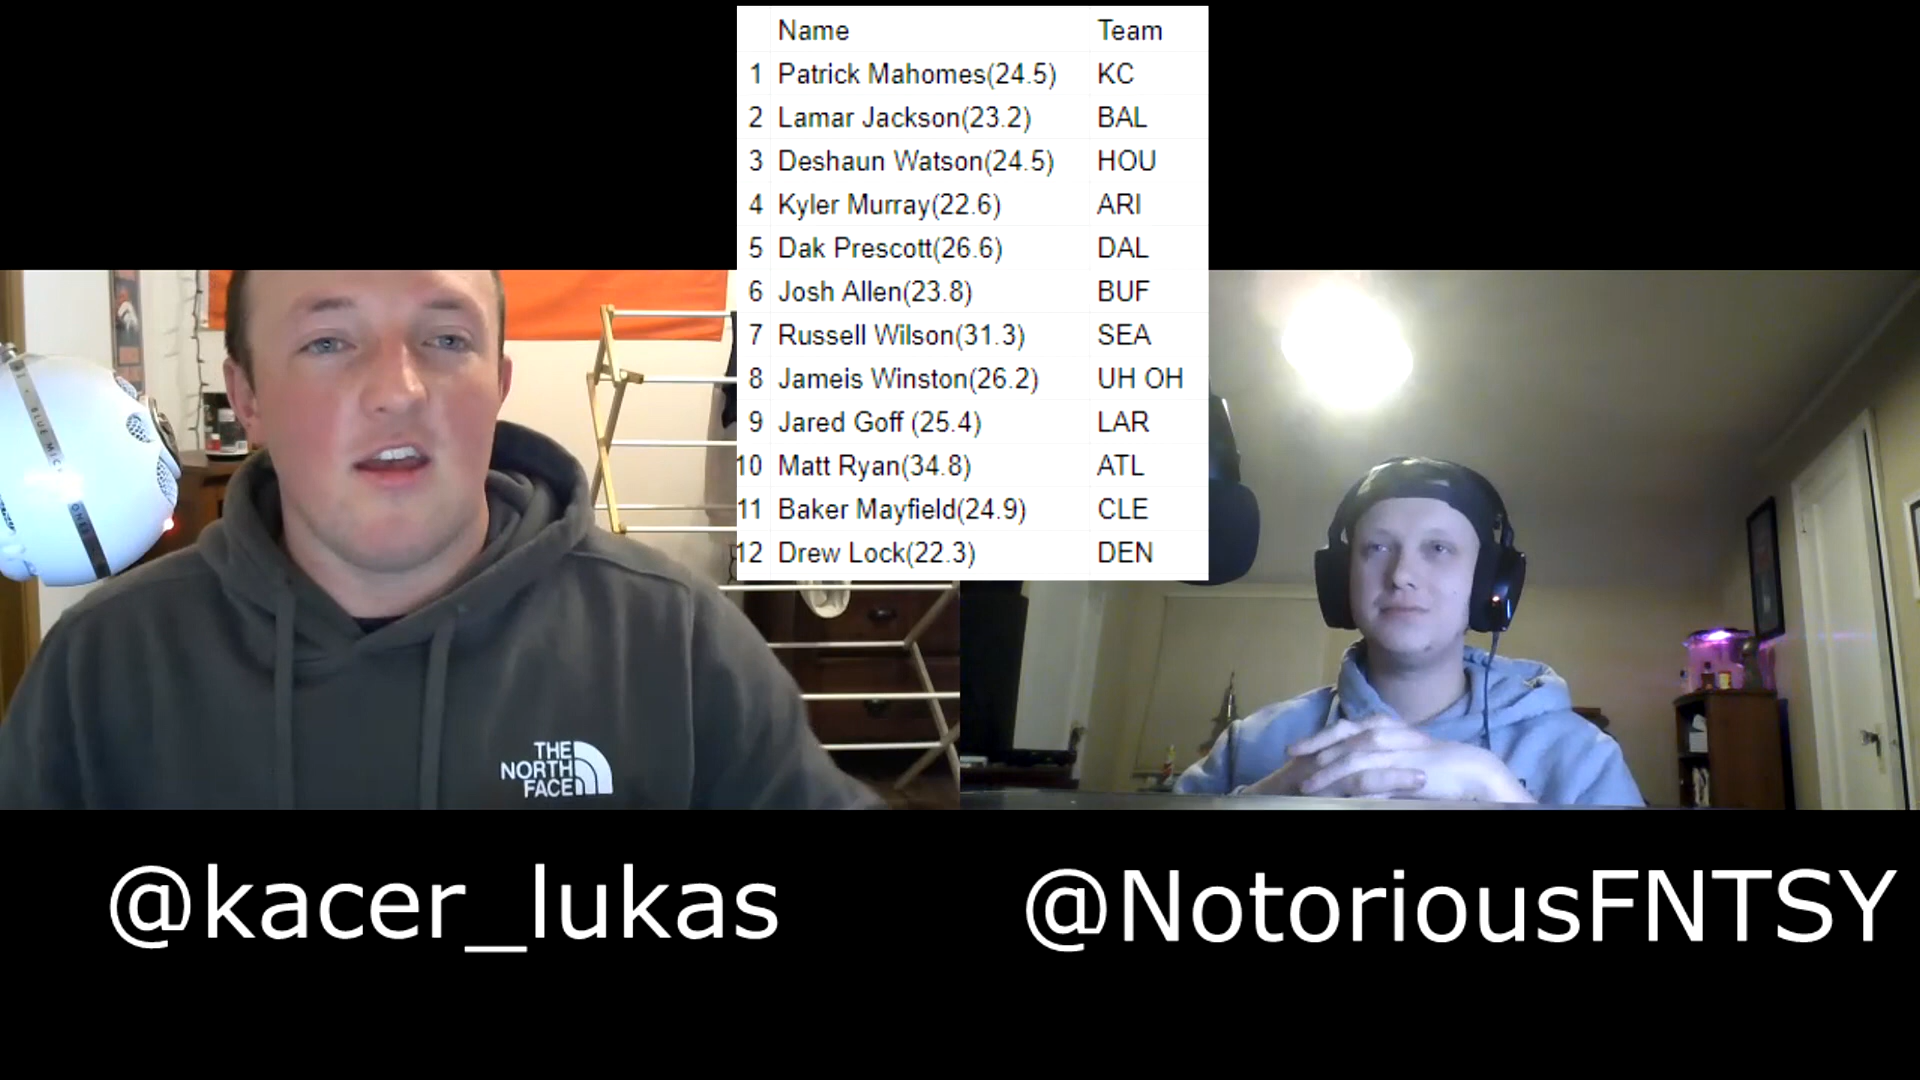 Name Team
1 Patrick Mahomes(24.5) KC
2 Lamar Jackson(23.2) BAL
3 Deshaun Watson(24.5) HOU
4 Kyler Murray(22.6) ARI
5 Dak Prescott(26.6) DAL
6 Josh Allen(23.8) BUF
7 Russell Wilson(31.3) SEA
8 Jameis Winston(26.2) UH OH
9 Jared Goff (25.4) LAR
10 Matt Ryan(34.8) ATL
11 Baker Mayfield(24.9) CLE
12 Drew Lock(22.3) DEN
BLUE MIC
THE
NORTH
FACE
@kacer_lukas
@NotoriousFNTSY